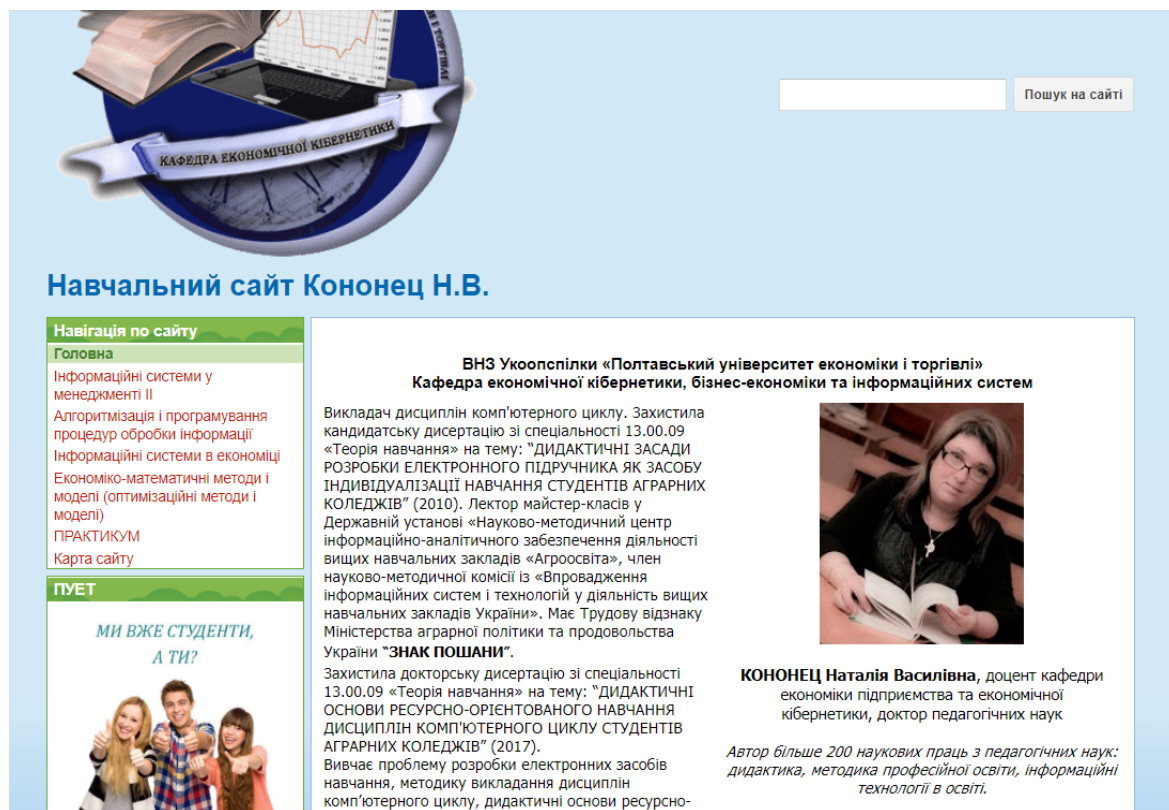 КАФЕДРА ЕКОНОМІЧНОЇ КІБЕРНЕТИКИ
Пошук на сайті
Навчальний сайт Кононец Н.В.
Навігація по сайту
Головна
Інформаційні системи у
менеджменті ІІ
Алгоритмізація і програмування
процедур обробки інформації
Інформаційні системи в економіці
Економіко-математичні методи і
моделі (оптимізаційні методи і
моделі)
ПРАКТИКУМ
Карта сайту
ПУЕТ
МИ ВЖЕ СТУДЕНТИ,
А ТИ?
ВНЗ Укоопспілки «Полтавський університет економіки і торгівлі»
Кафедра економічної кібернетики, бізнес-економіки та інформаційних систем
Викладач дисциплін комп'ютерного циклу. Захистила
кандидатську дисертацію зі спеціальності 13.00.09
«Теорія навчання» на тему: “ДИДАКТИЧНІ ЗАСАДИ
РОЗРОБКИ ЕЛЕКТРОННОГО ПІДРУЧНИКА ЯК ЗАСОБУ
ІНДИВІДУАЛІЗАЦІЇ НАВЧАННЯ СТУДЕНТІВ АГРАРНИХ
КОЛЕДЖІВ” (2010). Лектор майстер-класів у
Державній установі «Науково-методичний центр
інформаційно-аналітичного забезпечення діяльності
вищих навчальних закладів «Агроосвіта», член
науково-методичної комісії із «Впровадження
інформаційних систем і технологій у діяльність вищих
навчальних закладів України». Має Трудову відзнаку
Міністерства аграрної політики та продовольства
України “ЗНАК ПОШАНИ”.
Захистила докторську дисертацію зі спеціальності
13.00.09 «Теорія навчання» на тему: “ДИДАКТИЧНІ
ОСНОВИ РЕСУРСНО-ОРІЄНТОВАНОГО НАВЧАННЯ
ДИСЦИПЛІН КОМП'ЮТЕРНОГО ЦИКЛУ СТУДЕНТІВ
АГРАРНИХ КОЛЕДЖІВ” (2017).
Вивчає проблему розробки електронних засобів
навчання, методику викладання дисциплін
комп'ютерного циклу, дидактичні основи ресурсно-
КОНОНЕЦ Наталія Василівна, доцент кафедри
економіки підприємства та економічної
кібернетики, доктор педагогічних наук
Автор більше 200 наукових праць з педагогічних наук:
дидактика, методика професійної освіти, інформаційні
технології в освіті.